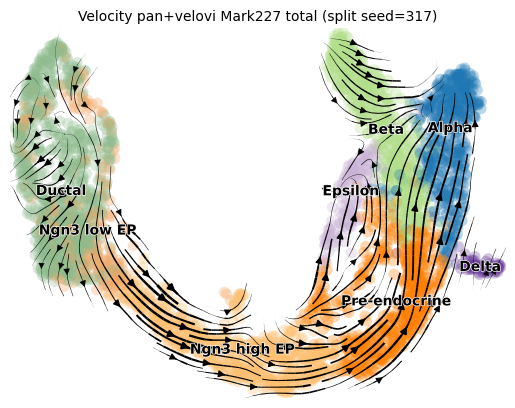 Velocity pan+velovi Mark227 total (split seed=317)
Beta
Alpha
Ductal
Epsilon
Ngn3 low EP
Delta
Pre-endocrine
Ngn3 high EP